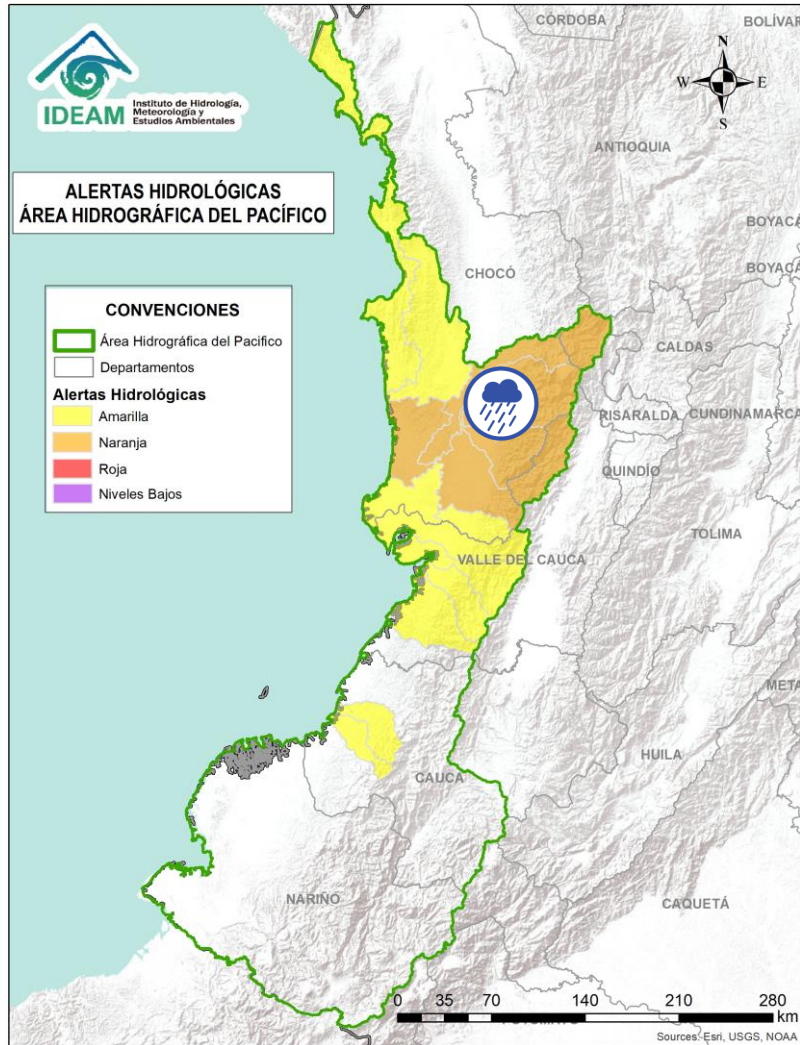 IDEAM
Instituto de Hidrología,
Meteorología y
Estudios Ambientales
ALERTAS HIDROLÓGICAS
ÁREA HIDROGRÁFICA DEL PACÍFICO
CONVENCIONES
Área Hidrográfica del Pacifico
Departamentos
Alertas Hidrológicas
Amarilla
Naranja
Roja
Niveles Bajos
N
W E
S
CÓRDOBA
BOLÍVAR
ANTIOQUIA
BOYACÁ
CHOCÓ
BOYACÁ
CALDAS
RISARALDA
CUNDINAMARCA
QUINDÍO
TOLIMA
VALLE DEL CAUCA
META
HUILA
CAUCA
NARIÑO
CAQUETÁ
0 35 70 140 210 280
km
Sources: Esri, USGS, NOAA